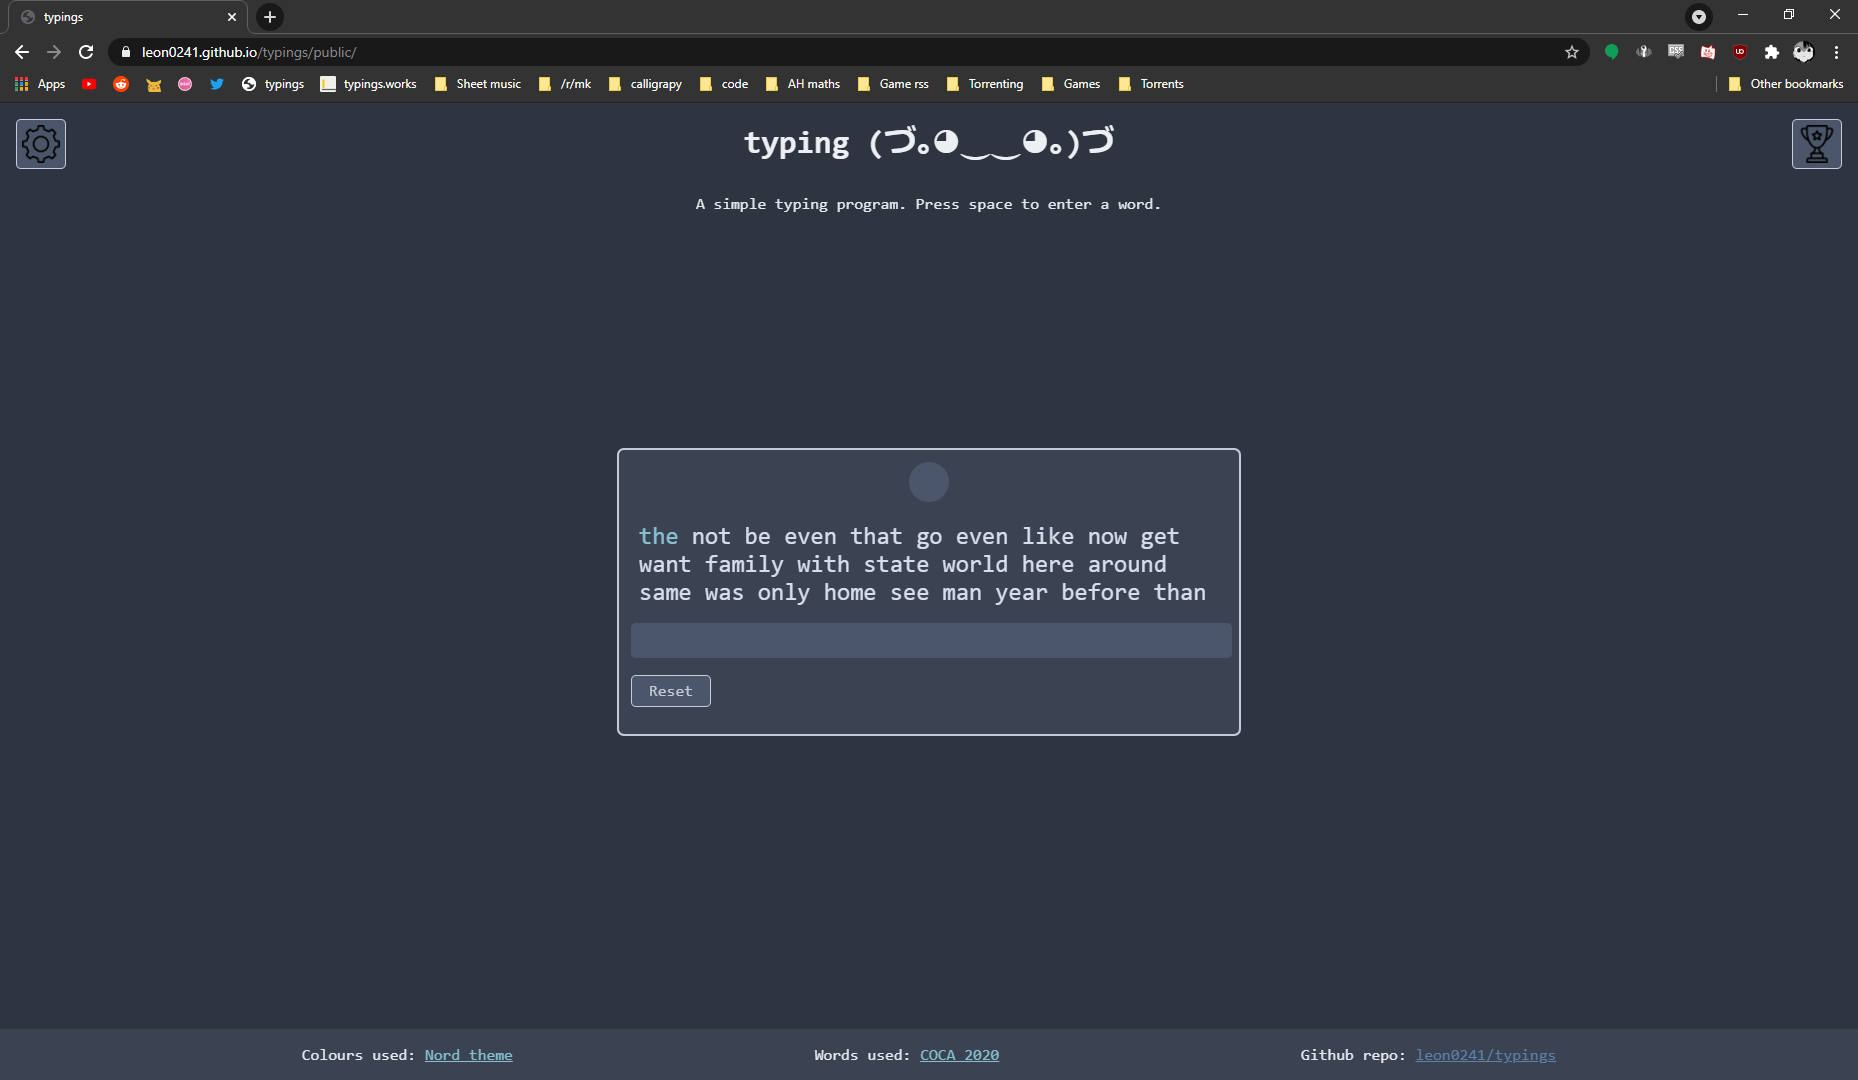 typings
leon0241.github.io/typings/public/
Apps typings typings.works Sheet music /r/mk calligrapy code AH maths Game rss Torrenting Games Torrents Other bookmarks
typing (づ｡◕‿‿◕｡)づ
A simple typing program. Press space to enter a word.
the not be even that go even like now get
want family with state world here around
same was only home see man year before than
Reset
Colours used: Nord theme Words used: COCA 2020 Github repo: leon0241/typings